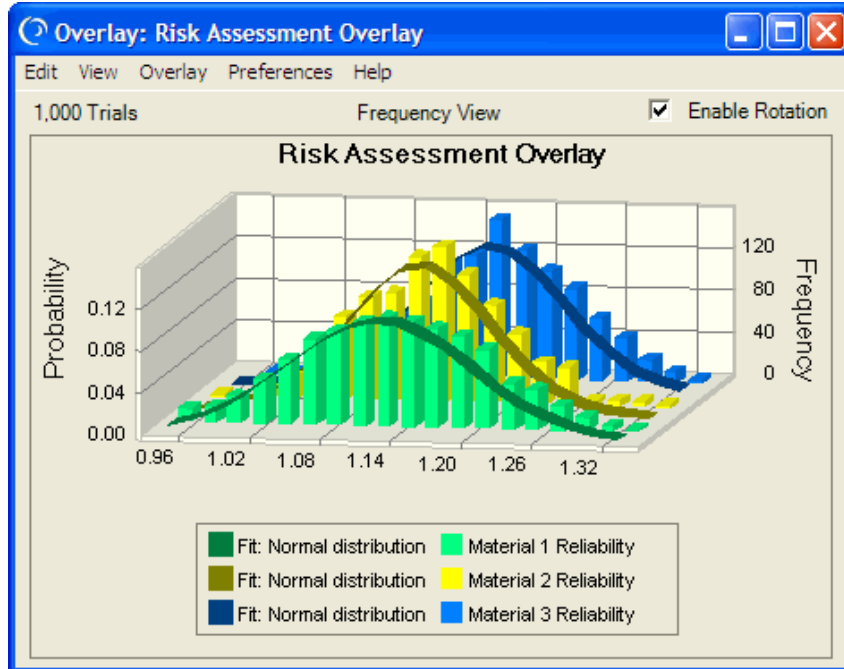 Overlay: Risk Assessment Overlay
Edit View Overlay Preferences Help
1,000 Trials Frequency View Enable Rotation
Risk Assessment Overlay
Probability
0.12
0.08
0.04
0.00
120
80
40
0
Frequency
0.96 1.02 1.08 1.14 1.20 1.26 1.32
Fit: Normal distribution Material 1 Reliability
Fit: Normal distribution Material 2 Reliability
Fit: Normal distribution Material 3 Reliability